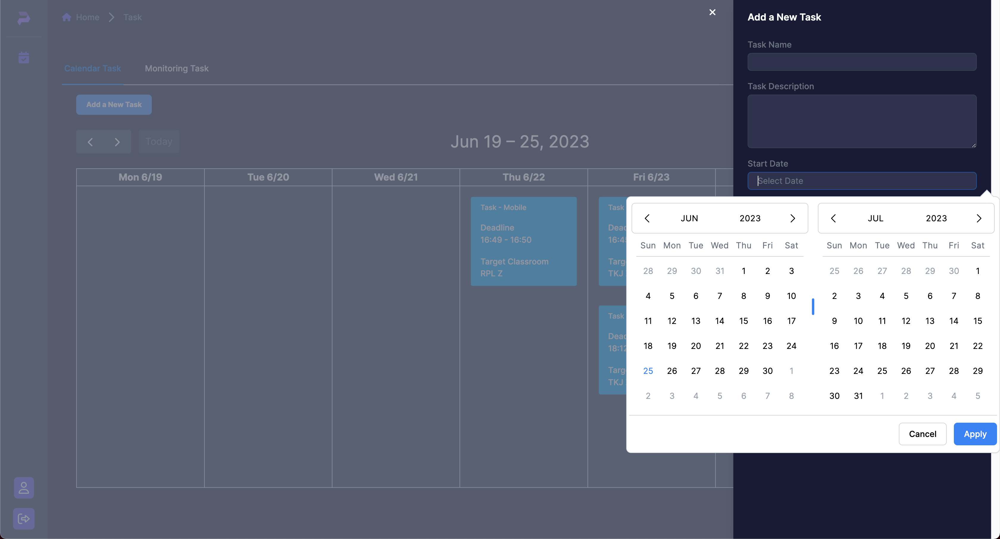 Home
Task
Calendar Task
Monitoring Task
Add a New Task
Today
Jun 19 – 25, 2023
Mon 6/19
Tue 6/20
Wed 6/21
Thu 6/22
Fri 6/23
Task - Mobile
Deadline
16:49 - 16:50
Target Classroom
RPL Z
Task
TKJ
Task
TKJ
Add a New Task
Task Name
Task Description
Start Date
Select Date
JUN 2023
Sun Mon Tue Wed Thu Fri Sat
28 29 30 31 1 2 3
4 5 6 7 8 9 10
11 12 13 14 15 16 17
18 19 20 21 22 23 24
25 26 27 28 29 30 1
2 3 4 5 6 7 8
JUL 2023
Sun Mon Tue Wed Thu Fri Sat
25 26 27 28 29 30 1
2 3 4 5 6 7 8
9 10 11 12 13 14 15
16 17 18 19 20 21 22
23 24 25 26 27 28 29
30 31 1 2 3 4 5
Cancel
Apply